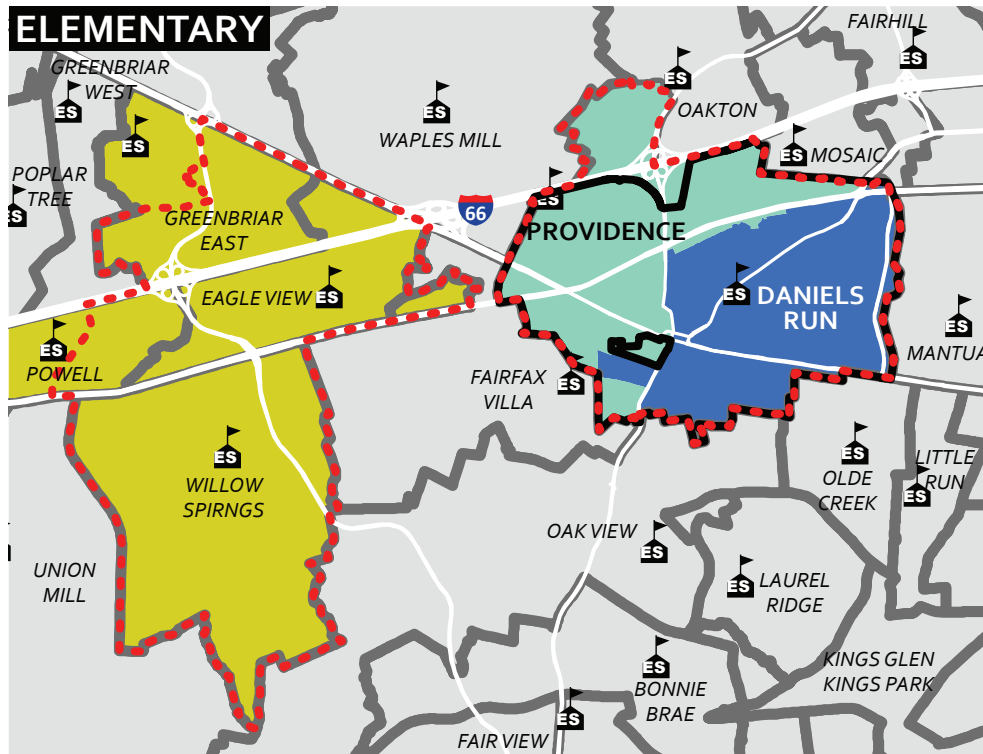 ELEMENTARY
FAIRHILL
ES
GREENBRIAR
WEST
ES
ES
ES
OAKTON
WAPLES MILL
ES
ES
MOSAIC
POPLAR
TREE
ES
ES
66
GREENBRIAR
EAST
PROVIDENCE
EAGLE VIEW
ES
ES
DANIELS
RUN
ES
ES
POWELL
MANTUA
FAIRFAX
VILLA
ES
ES
WILLOW
SPIRNGS
ES
OLDE
CREEK
LITTLE
RUN
ES
OAK VIEW
ES
UNION
MILL
ES
LAUREL
RIDGE
ES
BONNIE
BRAE
KINGS GLEN
KINGS PARK
FAIR VIEW
ES